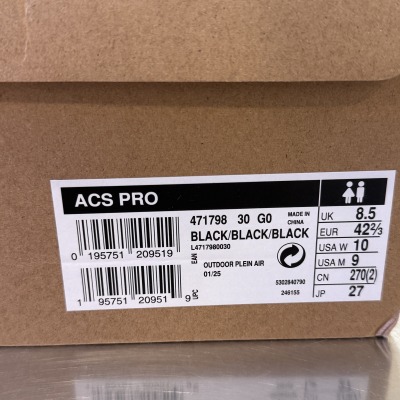 ACS PRO
471798 30 G0
MADE IN CHINA
BLACK/BLACK/BLACK
L4717980030
EAN
0 195751 209519
OUTDOOR PLEIN AIR
01/25
1 95751 20951 9
UPC
5302840790
246155
UK 8.5
EUR 42 2/3
USA W 10
USA M 9
CN 270(2)
JP 27